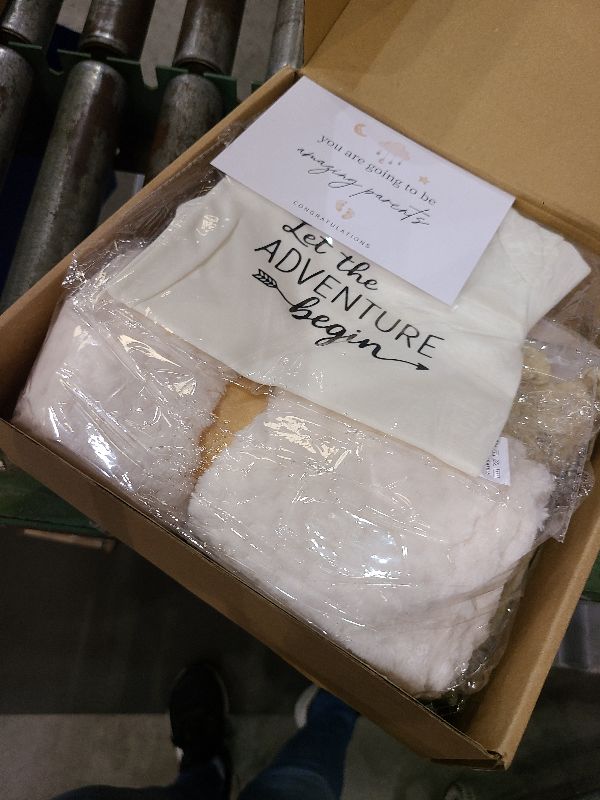 you are going to be
amazing parents
CONGRATULATIONS
Let the
ADVENTURE
begin